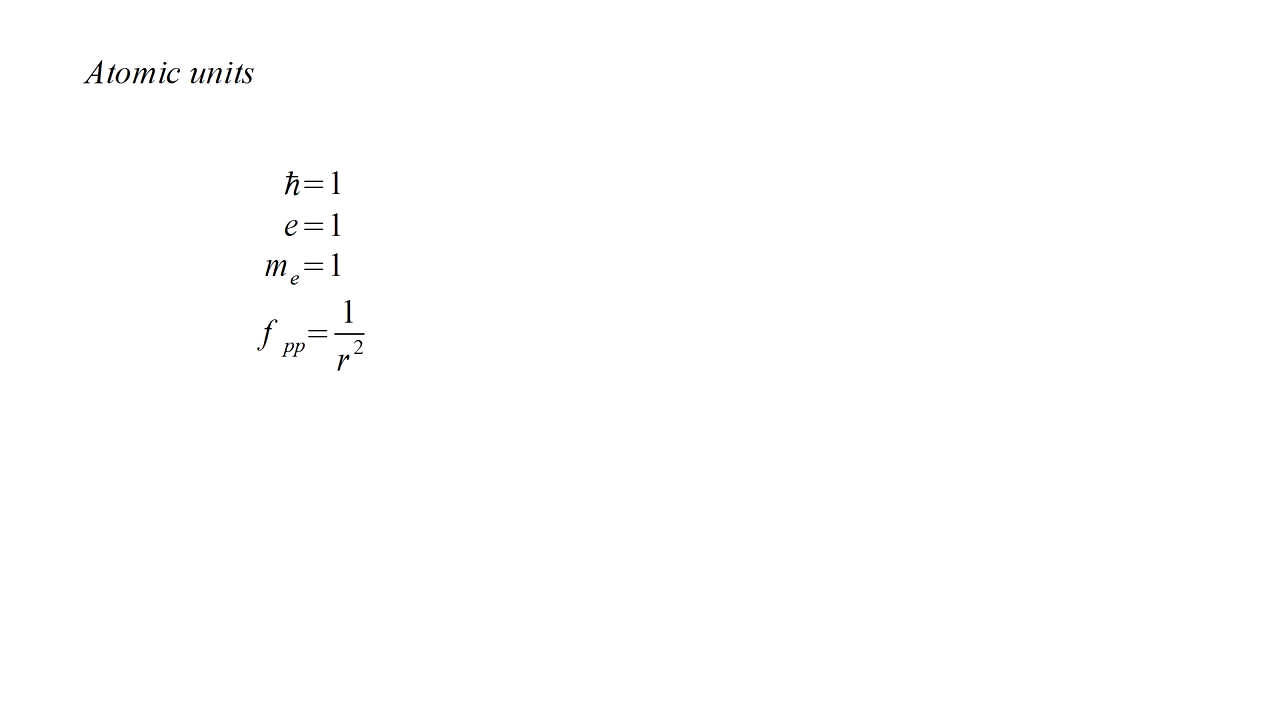 Atomic units
ℏ=1
e=1
m_e=1
f_pp=1/r^2